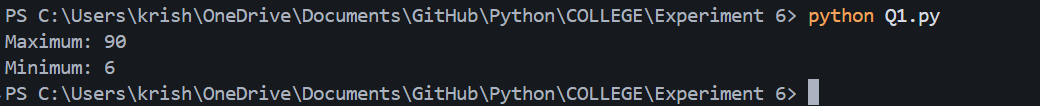 PS C:\Users\krish\OneDrive\Documents\GitHub\Python\COLLEGE\Experiment 6> python Q1.py
Maximum: 90
Minimum: 6
PS C:\Users\krish\OneDrive\Documents\GitHub\Python\COLLEGE\Experiment 6>